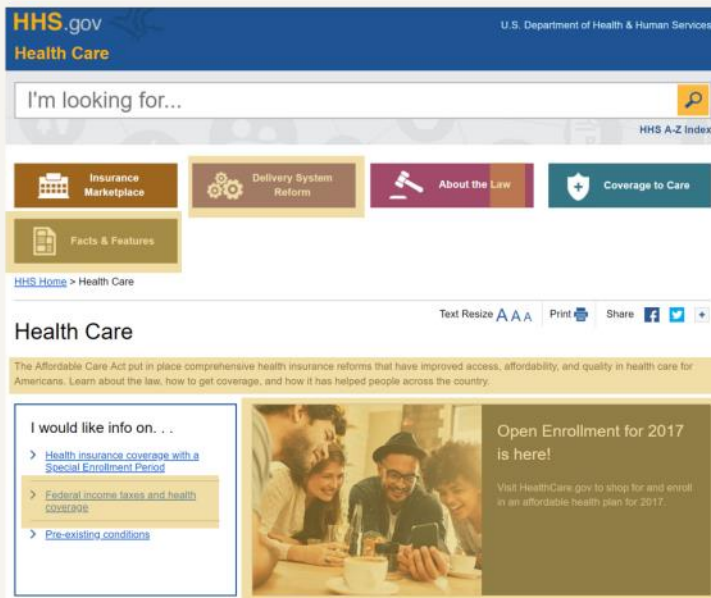 HHS.gov
U.S. Department of Health & Human Services
Health Care
I'm looking for...
HHS A-Z Index
Insurance
Marketplace
Delivery System
Reform
About the Law
Coverage to Care
Facts & Features
HHS Home > Health Care
Text Resize A A A Print Share
Health Care
The Affordable Care Act put in place comprehensive health insurance reforms that have improved access, affordability, and quality in health care for
Americans. Learn about the law, how to get coverage, and how it has helped people across the country.
I would like info on. . .
Health insurance coverage with a
Special Enrollment Period
Federal income taxes and health
coverage
Pre-existing conditions
Open Enrollment for 2017
is here!
Visit HealthCare.gov to shop for and enroll
in an affordable health plan for 2017.